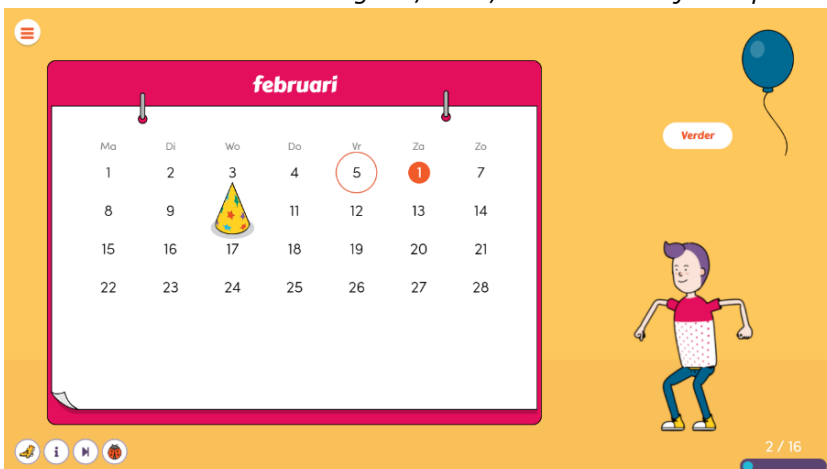 februari
Ma Di Wo Do Vr Za Zo
1 2 3 4 5 1 7
8 9 11 12 13 14
15 16 17 18 19 20 21
22 23 24 25 26 27 28
Verder
i
2 / 16